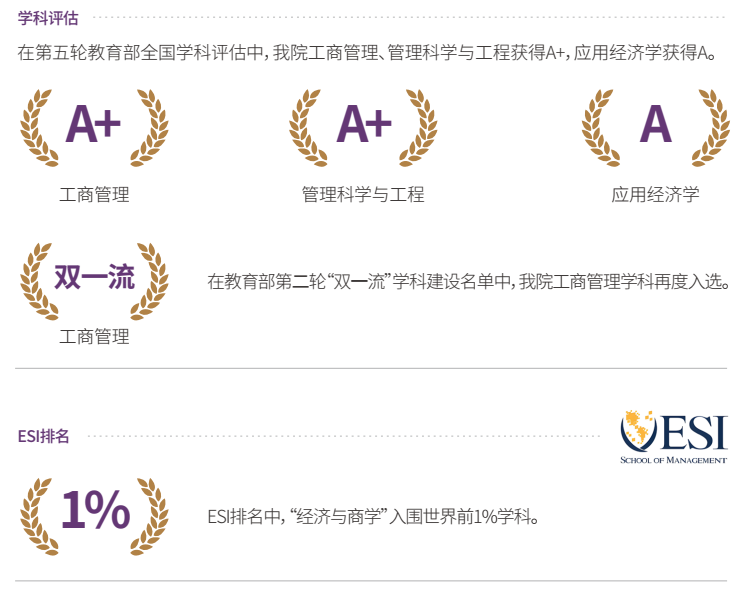 学科评估
在第五轮教育部全国学科评估中，我院工商管理、管理科学与工程获得A+，应用经济学获得A。
A+
A+
A
工商管理
管理科学与工程
应用经济学
双一流
在教育部第二轮“双一流”学科建设名单中，我院工商管理学科再度入选。
工商管理
ESI排名
ESI
SCHOOL OF MANAGEMENT
1%
ESI排名中，“经济与商学”入围世界前1%学科。